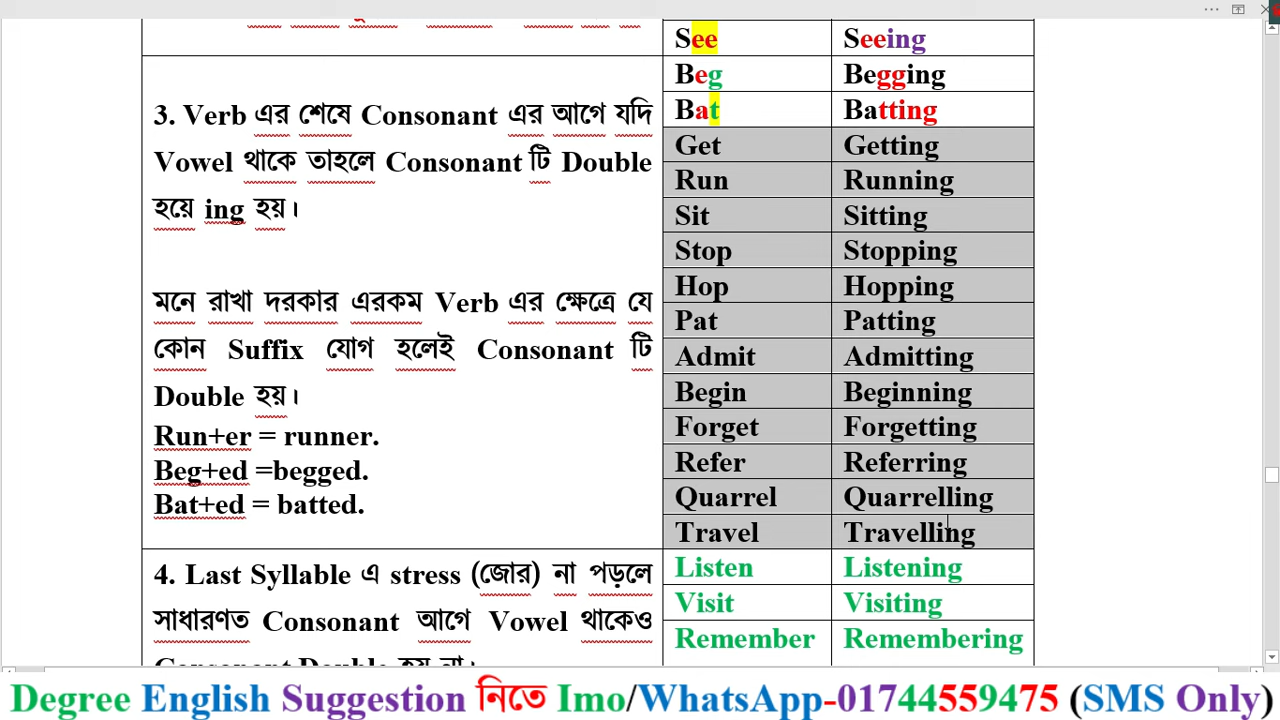 See Seeing
3. Verb এর শেষে Consonant এর আগে যদি
Vowel থাকে তাহলে Consonant টি Double
হয়ে ing হয়।
মনে রাখা দরকার এরকম Verb এর ক্ষেত্রে যে
কোন Suffix যোগ হলেই Consonant টি
Double হয়।
Run+er = runner.
Beg+ed =begged.
Bat+ed = batted.
Beg Begging
Bat Batting
Get Getting
Run Running
Sit Sitting
Stop Stopping
Hop Hopping
Pat Patting
Admit Admitting
Begin Beginning
Forget Forgetting
Refer Referring
Quarrel Quarrelling
Travel Travelling
4. Last Syllable এ stress (জোর) না পড়লে
সাধারণত Consonant আগে Vowel থাকেও
Consonant Double হয় না।
Listen Listening
Visit Visiting
Remember Remembering
Degree English Suggestion নিতে Imo/WhatsApp-01744559475 (SMS Only)